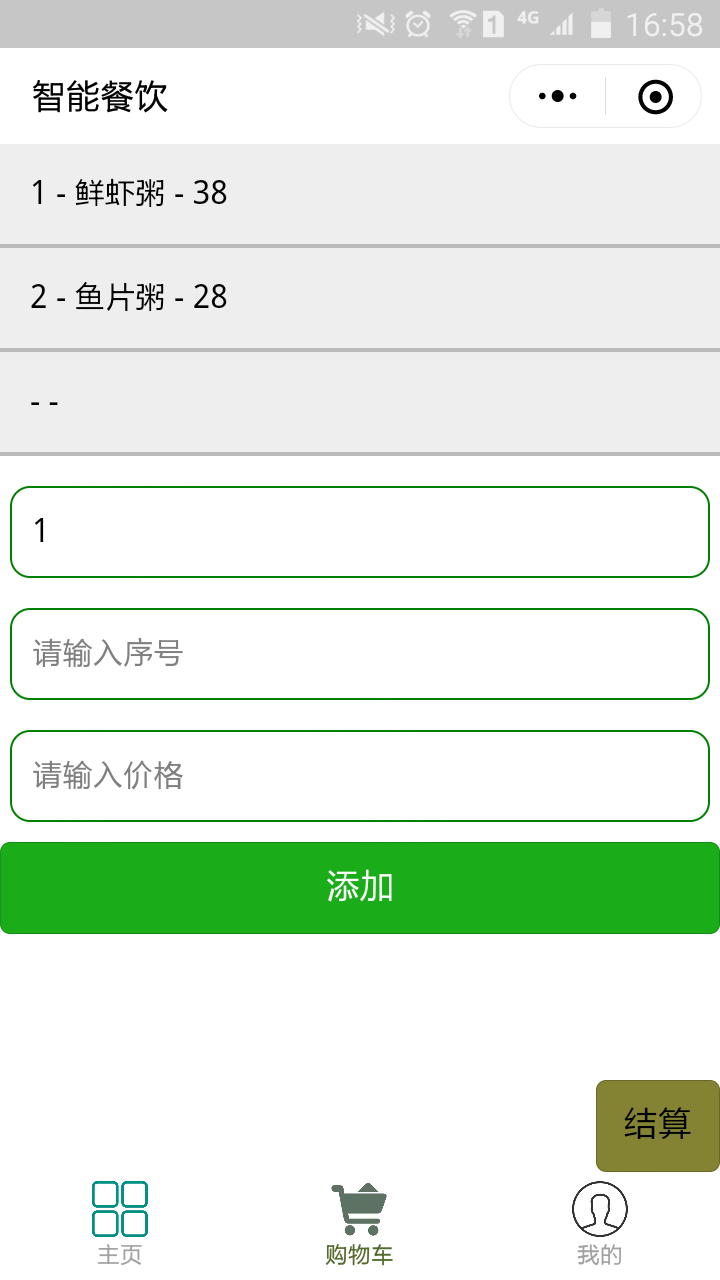 4G 16:58
智能餐饮
1 - 鲜虾粥 - 38
2 - 鱼片粥 - 28
- -
1
请输入序号
请输入价格
添加
结算
主页 购物车 我的